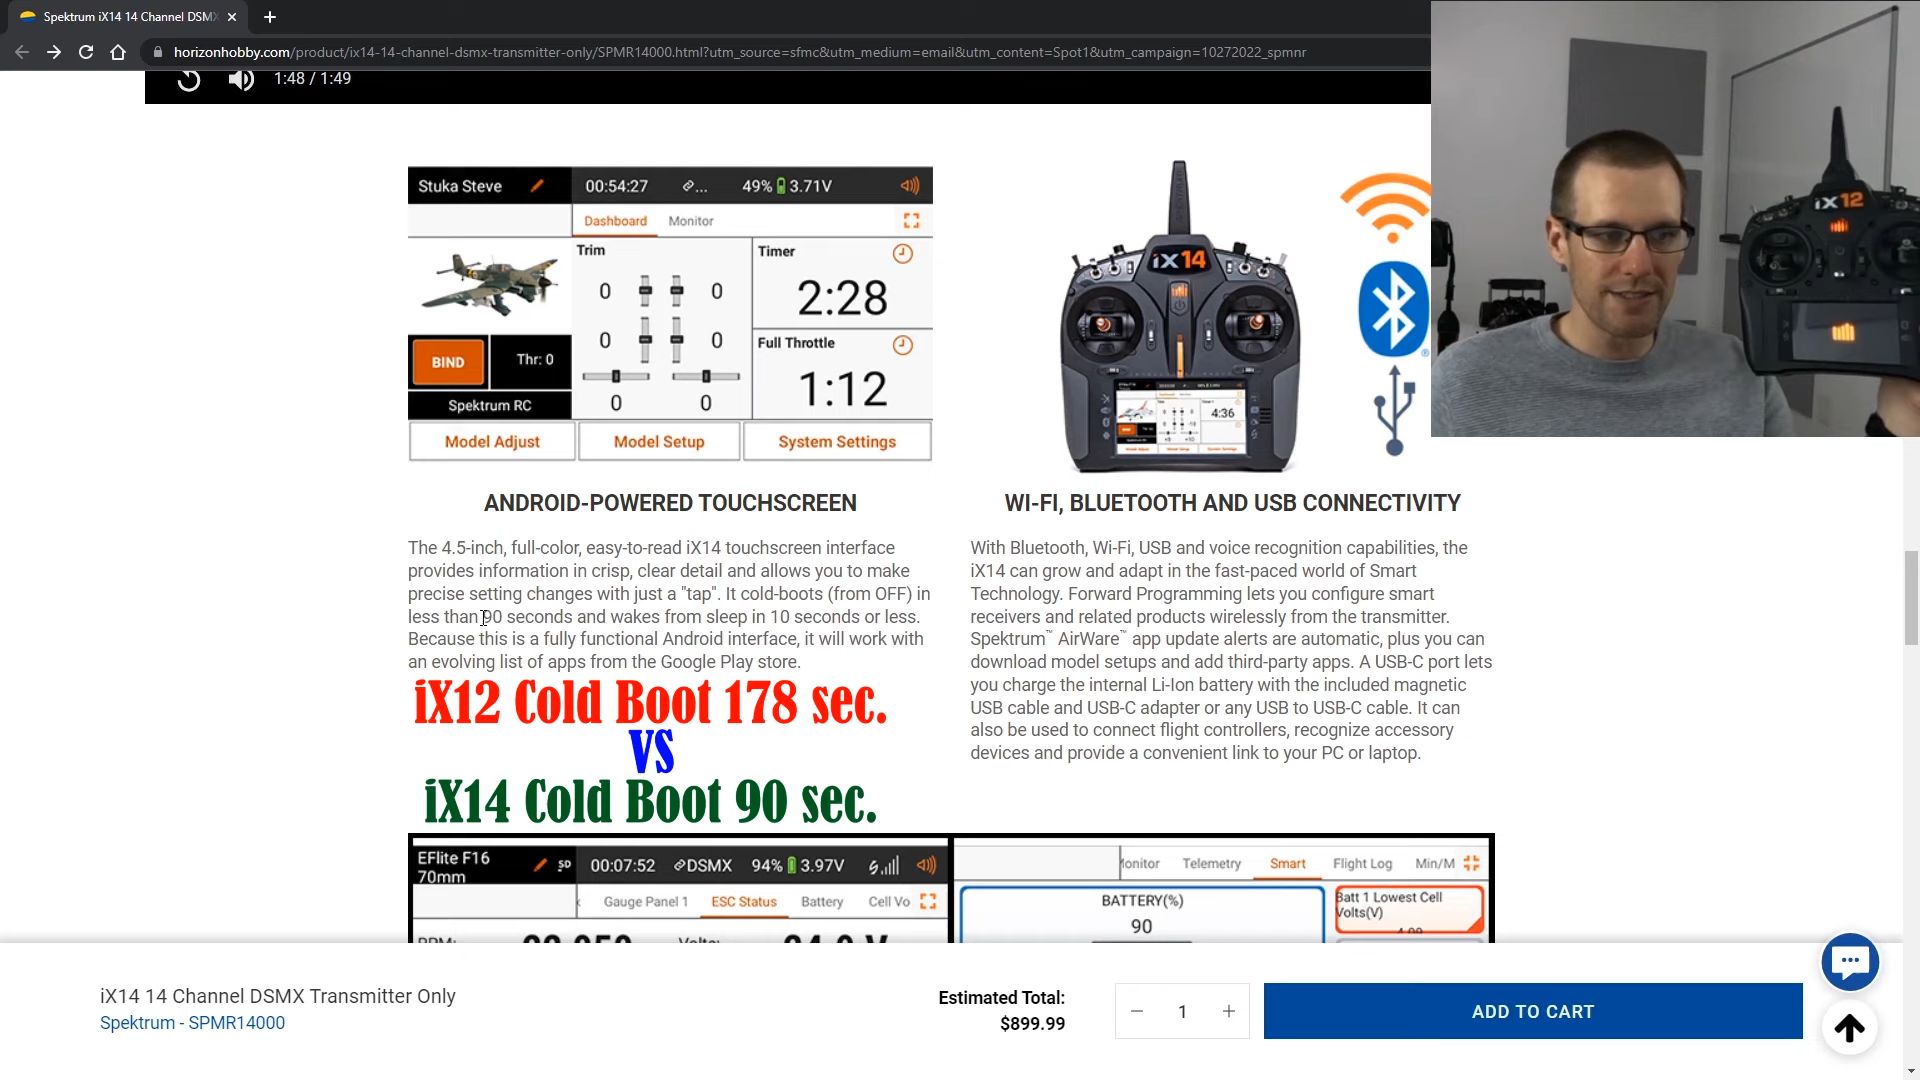 Spektrum iX14 14 Channel DSMX
horizonhobby.com/product/ix14-14-channel-dsmx-transmitter-only/SPMR14000.html?utm_source=sfmc&utm_medium=email&utm_content=Spot1&utm_campaign=10272022_spmnr
1:48 / 1:49
Stuka Steve
00:54:27
...
49%
3.71V
Dashboard
Monitor
Trim
0
0
0
0
0
0
Timer
2:28
Full Throttle
1:12
BIND
Thr: 0
Spektrum RC
Model Adjust
Model Setup
System Settings
iX14
4:36
iX12
ANDROID-POWERED TOUCHSCREEN
The 4.5-inch, full-color, easy-to-read iX14 touchscreen interface
provides information in crisp, clear detail and allows you to make
precise setting changes with just a "tap". It cold-boots (from OFF) in
less than 90 seconds and wakes from sleep in 10 seconds or less.
Because this is a fully functional Android interface, it will work with
an evolving list of apps from the Google Play store.
WI-FI, BLUETOOTH AND USB CONNECTIVITY
With Bluetooth, Wi-Fi, USB and voice recognition capabilities, the
iX14 can grow and adapt in the fast-paced world of Smart
Technology. Forward Programming lets you configure smart
receivers and related products wirelessly from the transmitter.
Spektrum™ AirWare™ app update alerts are automatic, plus you can
download model setups and add third-party apps. A USB-C port lets
you charge the internal Li-Ion battery with the included magnetic
USB cable and USB-C adapter or any USB to USB-C cable. It can
also be used to connect flight controllers, recognize accessory
devices and provide a convenient link to your PC or laptop.
iX12 Cold Boot 178 sec.
VS
iX14 Cold Boot 90 sec.
EFlite F16
70mm
SD
00:07:52
DSMX
94%
3.97V
Gauge Panel 1
ESC Status
Battery
Cell Vo
Monitor
Telemetry
Smart
Flight Log
Min/M
BATTERY(%)
90
Batt 1 Lowest Cell
Volts(V)
iX14 14 Channel DSMX Transmitter Only
Spektrum - SPMR14000
Estimated Total:
$899.99
1
ADD TO CART